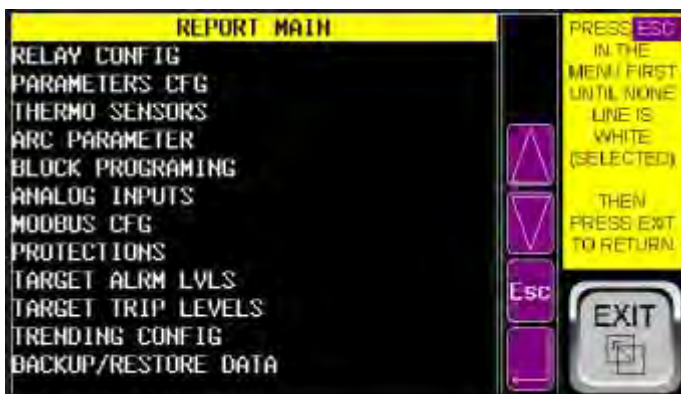 REPORT MAIN
RELAY CONFIG
PARAMETERS CFG
THERMO SENSORS
ARC PARAMETER
BLOCK PROGRAMING
ANALOG INPUTS
MODBUS CFG
PROTECTIONS
TARGET ALRM LVLS
TARGET TRIP LEVELS
TRENDING CONFIG
BACKUP/RESTORE DATA
Esc
PRESS ESC
IN THE
MENU FIRST
UNTIL NONE
LINE IS
WHITE
(SELECTED)
THEN
PRESS EXIT
TO RETURN
EXIT